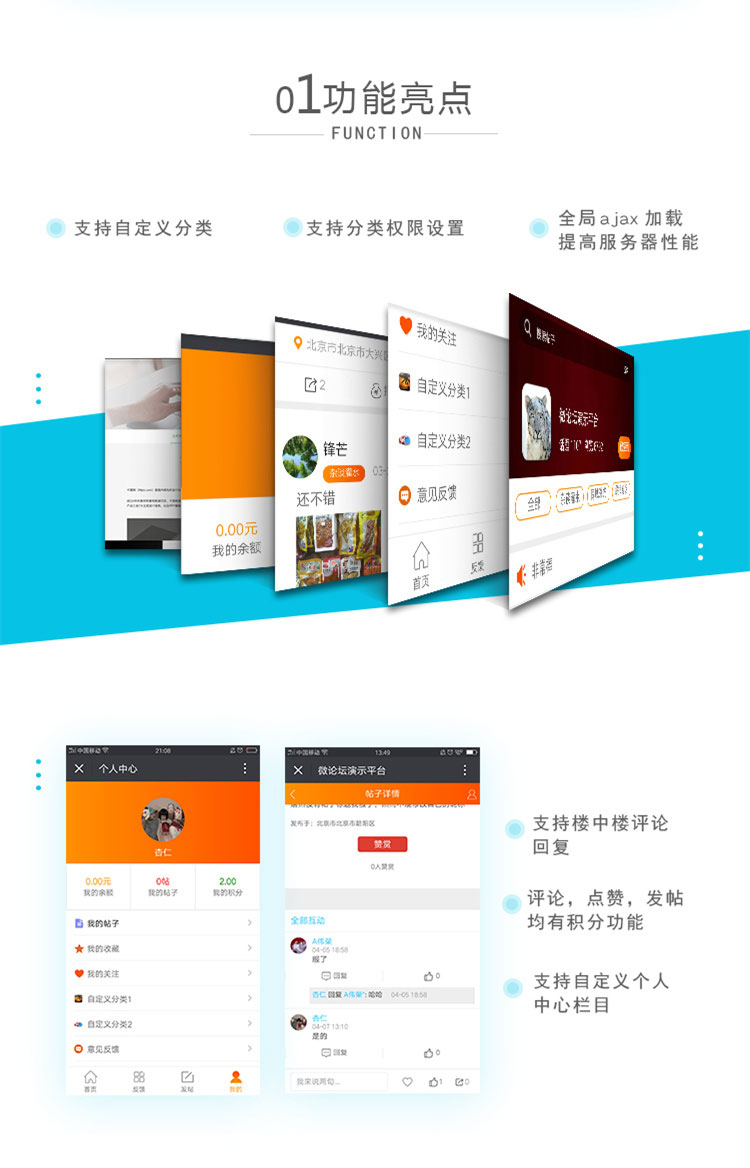 01功能亮点
FUNCTION
支持自定义分类
支持分类权限设置
全局ajax 加载
提高服务器性能
0.00元
我的余额
北京市北京市大兴区
2
锋芒
杂谈灌水
还不错
我的关注
自定义分类1
自定义分类2
意见反馈
首页
反馈
搜索帖子
微论坛演示平台
全部
非常棒
中国移动
21:08
个人中心
杏仁
0.00元
0帖
2.00
我的余额
我的帖子
我的积分
我的帖子
我的收藏
我的关注
自定义分类1
自定义分类2
意见反馈
首页
反馈
发帖
我的
中国移动
13:49
微论坛演示平台
帖子详情
发布于：北京市北京市朝阳区
赞赏
0人赞赏
全部互动
A伟荣
04-05 18:58
服了
回复
0
杏仁 回复 A伟荣"：哈哈 04-05 18:58
杏仁
04-07 13:10
是的
回复
0
我来说两句...
1
0
支持楼中楼评论
回复
评论，点赞，发帖
均有积分功能
支持自定义个人
中心栏目